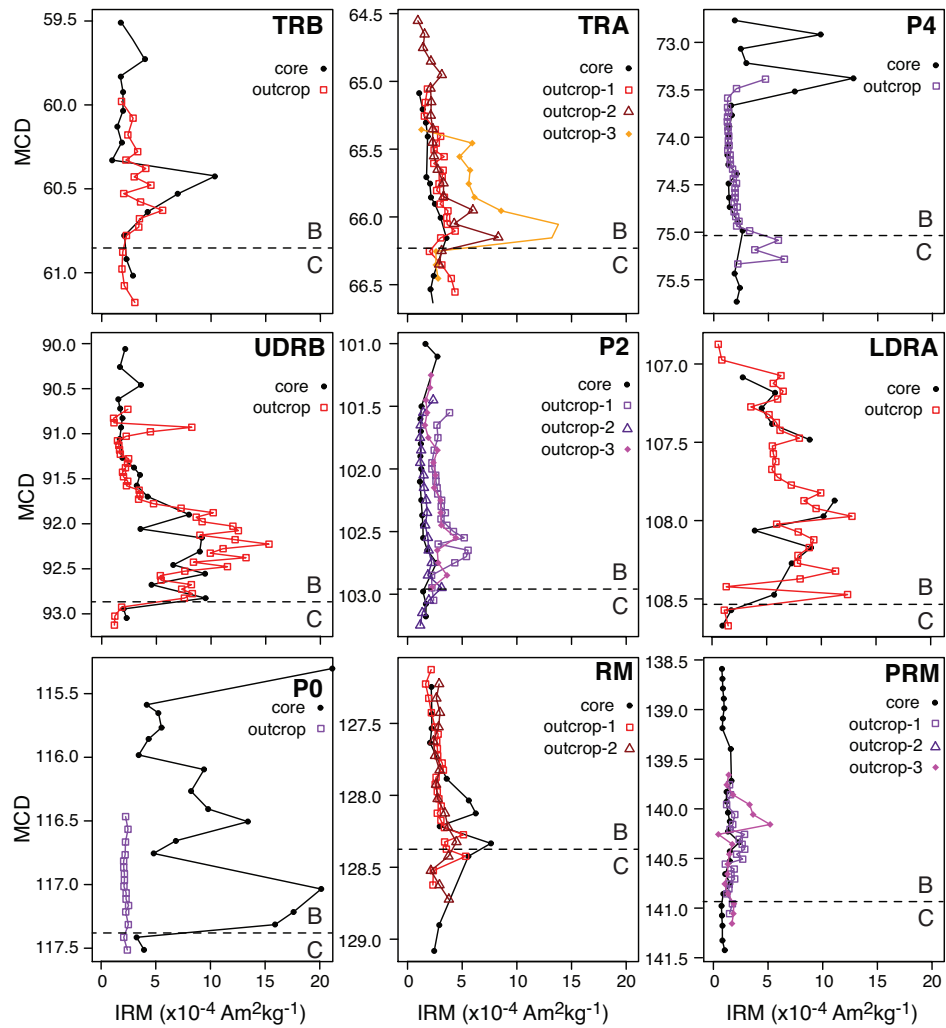 TRB
core
outcrop
B
C
MCD
59.5
60.0
60.5
61.0
TRA
core
outcrop-1
outcrop-2
outcrop-3
B
C
64.5
65.0
65.5
66.0
66.5
P4
core
outcrop
B
C
73.0
73.5
74.0
74.5
75.0
75.5
UDRB
core
outcrop
B
C
MCD
90.0
90.5
91.0
91.5
92.0
92.5
93.0
P2
core
outcrop-1
outcrop-2
outcrop-3
B
C
101.0
101.5
102.0
102.5
103.0
LDRA
core
outcrop
B
C
107.0
107.5
108.0
108.5
P0
core
outcrop
B
C
MCD
115.5
116.0
116.5
117.0
117.5
0 5 10 15 20
IRM (x10⁻⁴ Am²kg⁻¹)
RM
core
outcrop-1
outcrop-2
B
C
127.5
128.0
128.5
129.0
0 5 10 15 20
IRM (x10⁻⁴ Am²kg⁻¹)
PRM
core
outcrop-1
outcrop-2
outcrop-3
B
C
138.5
139.0
139.5
140.0
140.5
141.0
141.5
0 5 10 15 20
IRM (x10⁻⁴ Am²kg⁻¹)